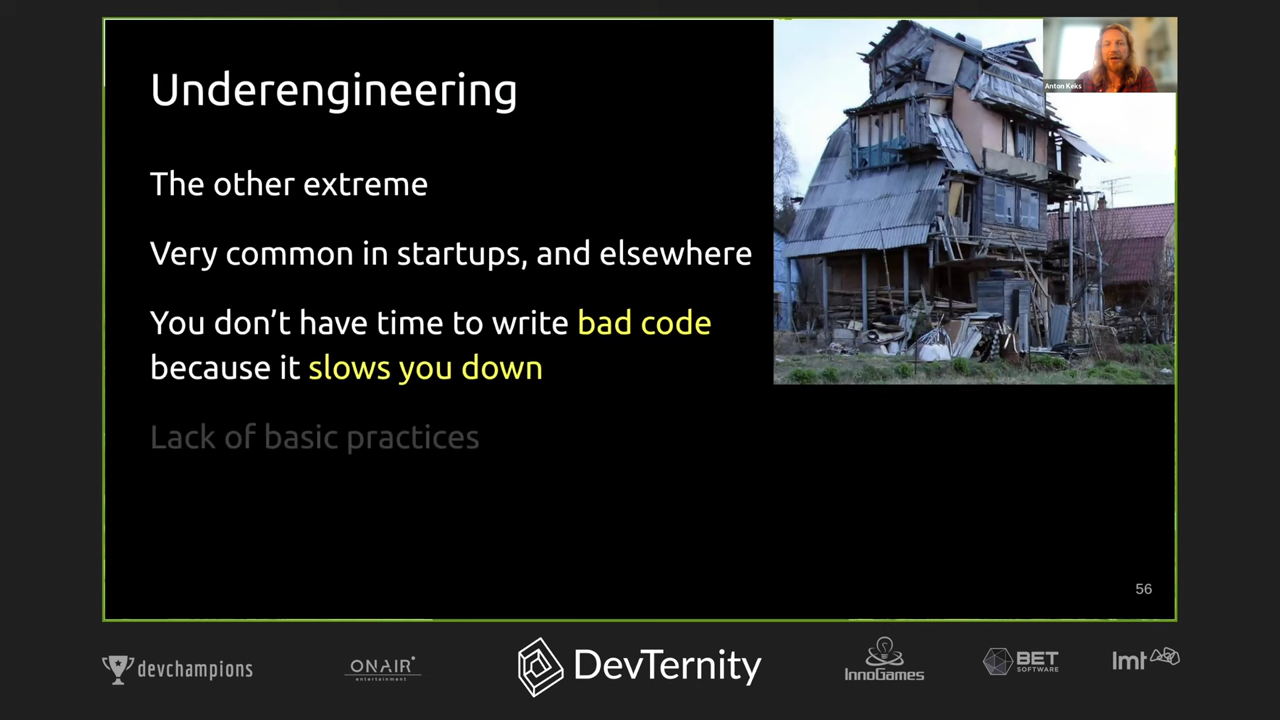 Underengineering
Anton Keks
The other extreme
Very common in startups, and elsewhere
You don’t have time to write bad code
because it slows you down
Lack of basic practices
56
devchampions
ONAIR
entertainment
DevTernity
InnoGames
BET
SOFTWARE
lmt